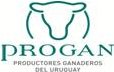 PROGAN
PRODUCTORES GANADEROS
DEL URUGUAY